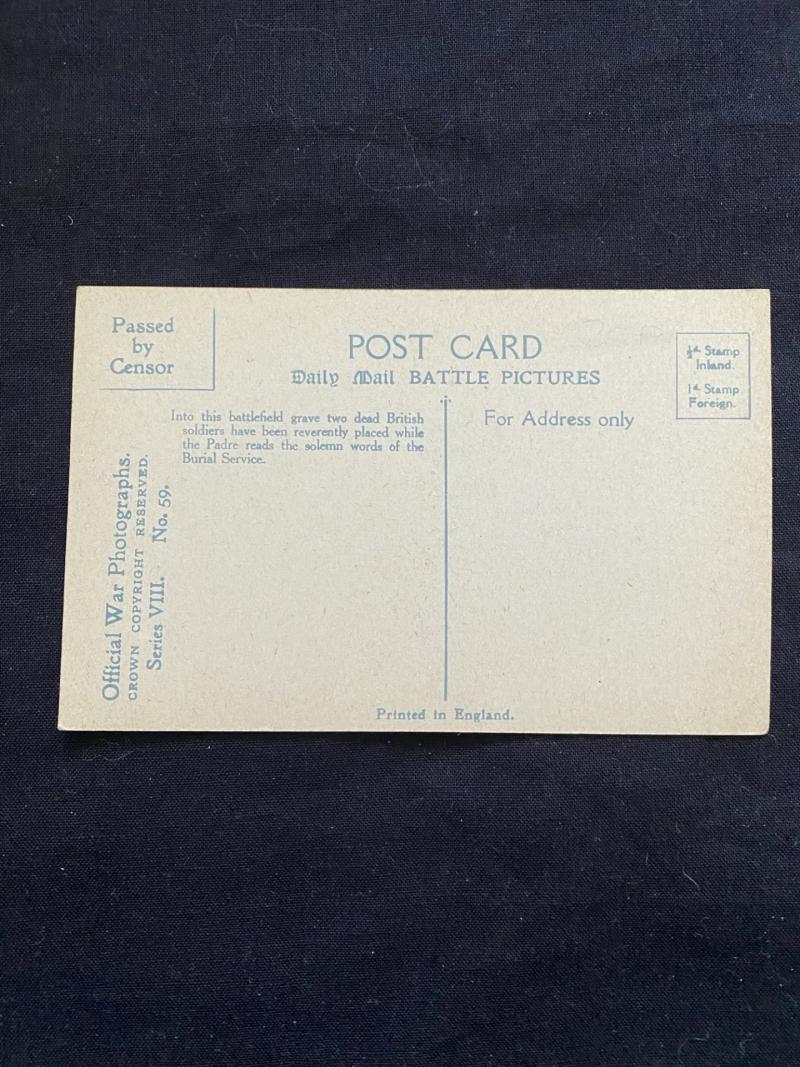 Passed
by
Censor
POST CARD
Daily Mail BATTLE PICTURES
½d. Stamp
Inland.
1d. Stamp
Foreign.
Into this battlefield grave two dead British
soldiers have been reverently placed while
the Padre reads the solemn words of the
Burial Service.
For Address only
Official War Photographs.
CROWN COPYRIGHT RESERVED.
Series VIII. No. 59.
Printed in England.